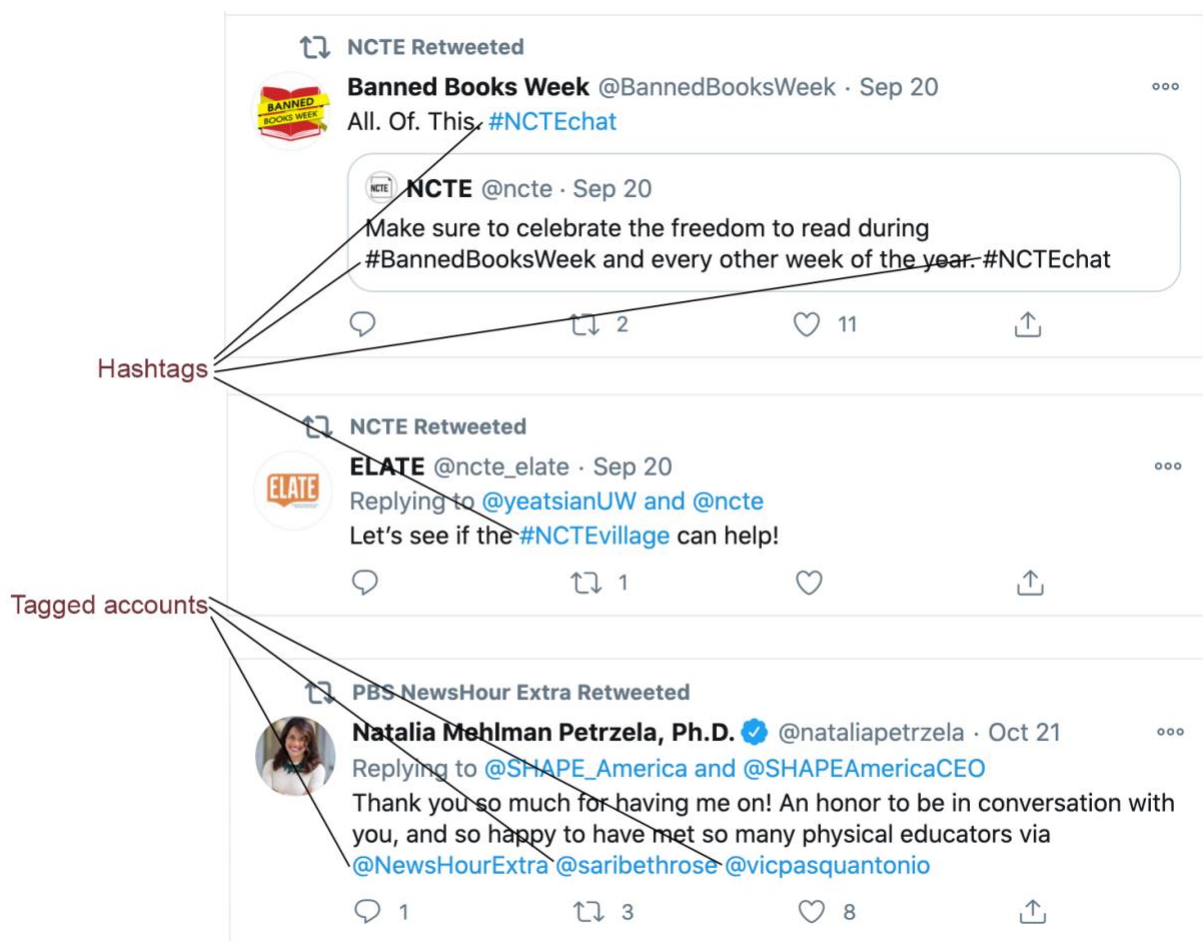 NCTE Retweeted
Banned Books Week @BannedBooksWeek · Sep 20
BANNED
BOOKS WEEK
All. Of. This. #NCTEchat
NCTE
NCTE @ncte · Sep 20
Make sure to celebrate the freedom to read during
#BannedBooksWeek and every other week of the year. #NCTEchat
2 11
Hashtags
NCTE Retweeted
ELATE @ncte_elate · Sep 20
ELATE
Replying to @yeatsianUW and @ncte
Let's see if the #NCTEvillage can help!
1
Tagged accounts
PBS NewsHour Extra Retweeted
Natalia Mehlman Petrzela, Ph.D. @nataliapetrzela · Oct 21
Replying to @SHAPE_America and @SHAPEAmericaCEO
Thank you so much for having me on! An honor to be in conversation with
you, and so happy to have met so many physical educators via
@NewsHourExtra @saribethrose @vicpasquantonio
1 3 8